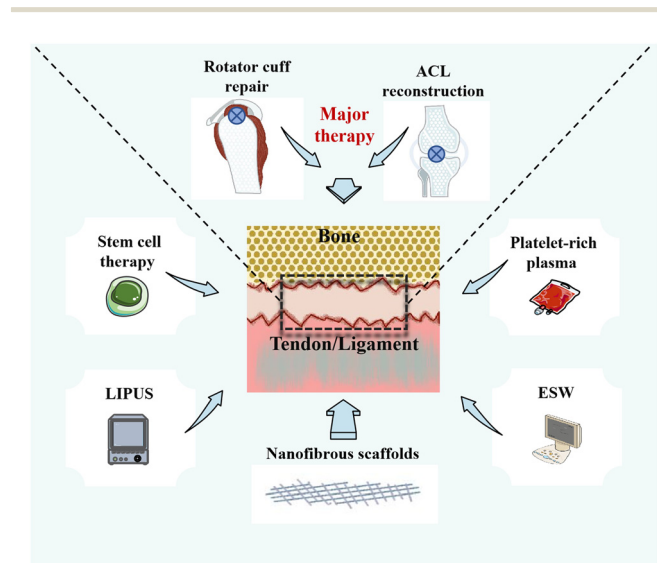 Rotator cuff
repair
ACL
reconstruction
Major
therapy
Bone
Stem cell
therapy
Platelet-rich
plasma
Tendon/Ligament
LIPUS
ESW
Nanofibrous scaffolds